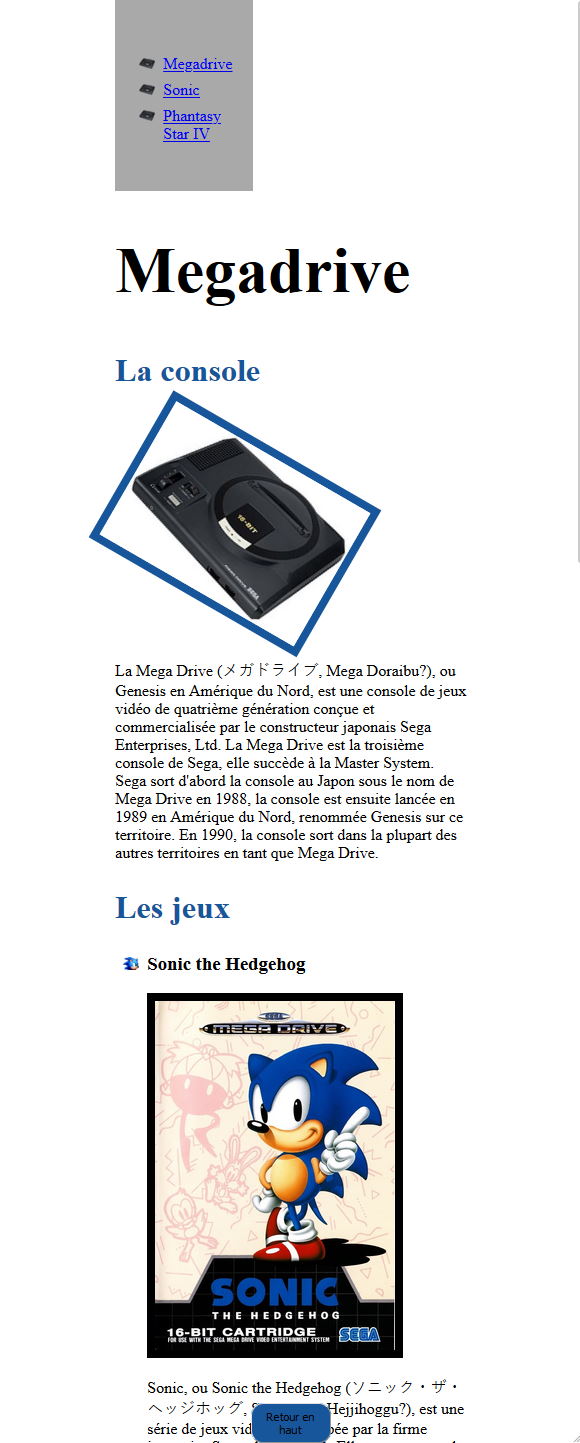 Megadrive
Sonic
Phantasy
Star IV
Megadrive
La console
16-BIT
SEGA
La Mega Drive (メガドライブ, Mega Doraibu?), ou
Genesis en Amérique du Nord, est une console de jeux
vidéo de quatrième génération conçue et
commercialisée par le constructeur japonais Sega
Enterprises, Ltd. La Mega Drive est la troisième
console de Sega, elle succède à la Master System.
Sega sort d'abord la console au Japon sous le nom de
Mega Drive en 1988, la console est ensuite lancée en
1989 en Amérique du Nord, renommée Genesis sur ce
territoire. En 1990, la console sort dans la plupart des
autres territoires en tant que Mega Drive.
Les jeux
Sonic the Hedgehog
SEGA
MEGA DRIVE
SONIC
THE HEDGEHOG
16-BIT CARTRIDGE
FOR USE WITH THE SEGA MEGA DRIVE VIDEO ENTERTAINMENT SYSTEM
SEGA
Sonic, ou Sonic the Hedgehog (ソニック・ザ・
ヘッジホッグ, Hejjihoggu?), est une
série de jeux par la firme
Retour en
haut